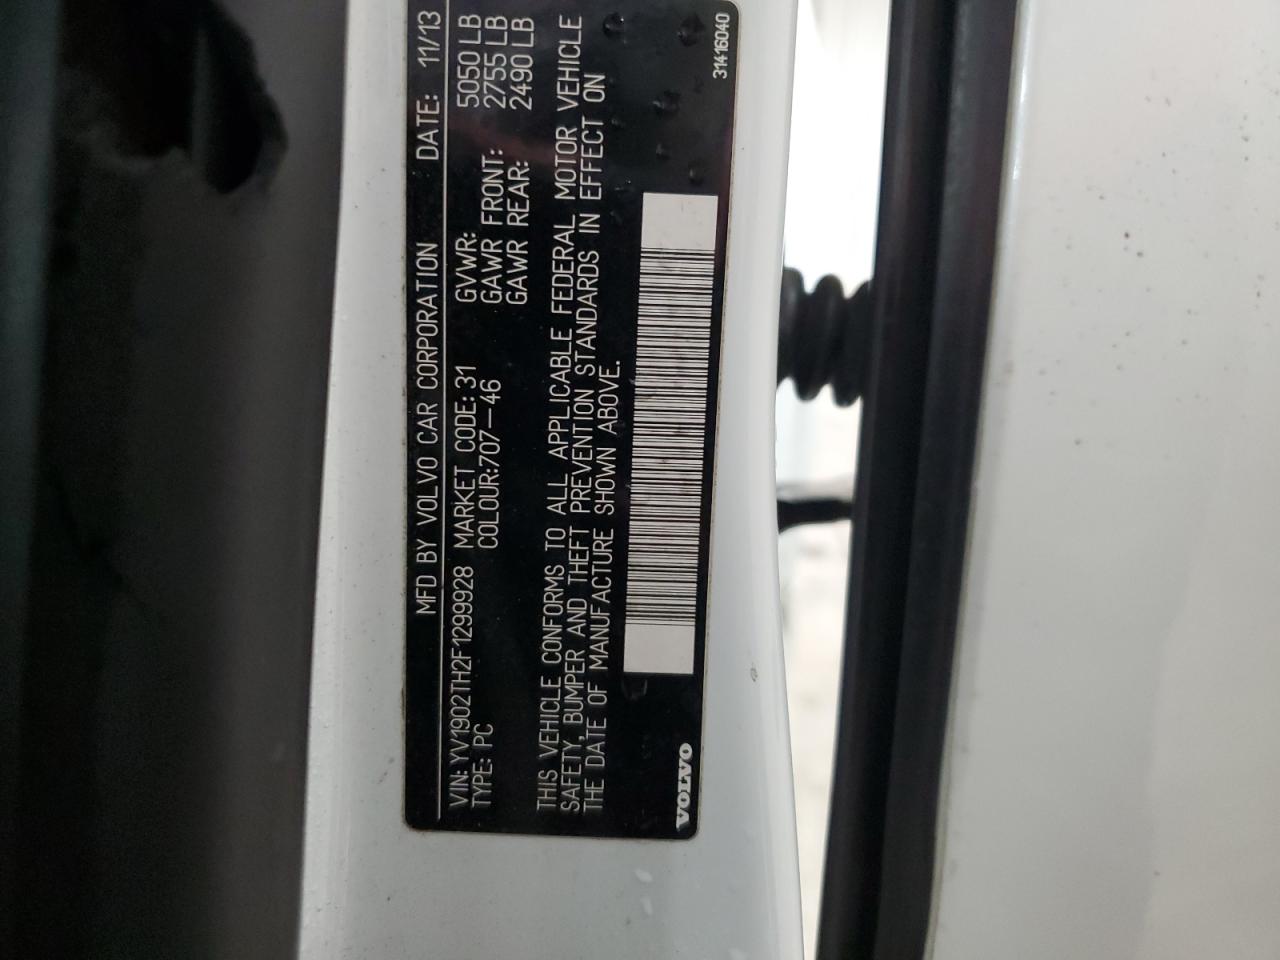 MFD BY VOLVO CAR CORPORATION DATE: 11/13
VIN: YV1902TH2F1299928 MARKET CODE: 31 GVWR: 5050 LB
TYPE: PC COLOUR:707-46 GAWR FRONT: 2755 LB
GAWR REAR: 2490 LB
THIS VEHICLE CONFORMS TO ALL APPLICABLE FEDERAL MOTOR VEHICLE
SAFETY, BUMPER AND THEFT PREVENTION STANDARDS IN EFFECT ON
THE DATE OF MANUFACTURE SHOWN ABOVE.
VOLVO
31416040